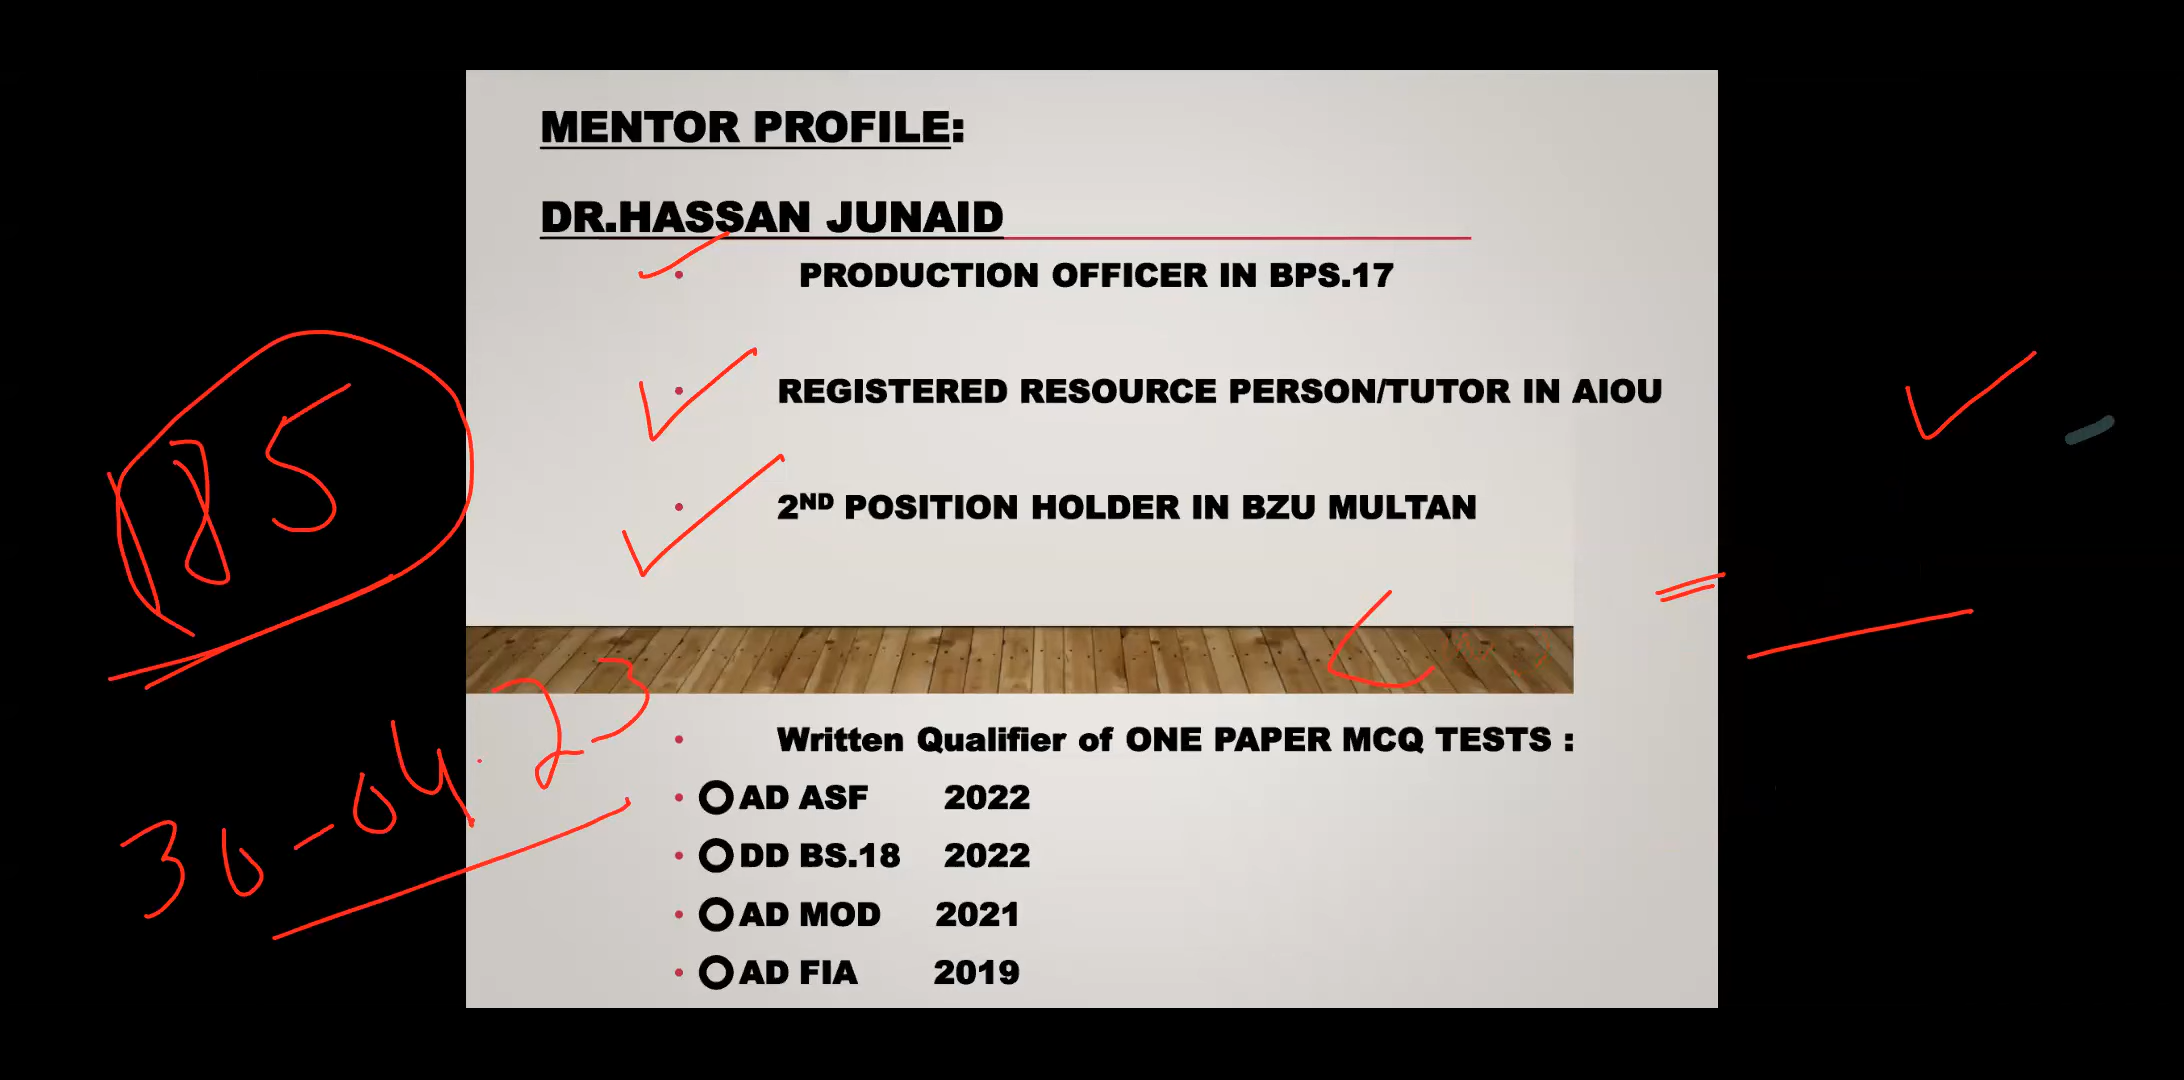 MENTOR PROFILE:
DR.HASSAN JUNAID
• PRODUCTION OFFICER IN BPS.17
• REGISTERED RESOURCE PERSON/TUTOR IN AIOU
• 2ND POSITION HOLDER IN BZU MULTAN
• Written Qualifier of ONE PAPER MCQ TESTS :
• AD ASF 2022
• DD BS.18 2022
• AD MOD 2021
• AD FIA 2019
85
30-04.23